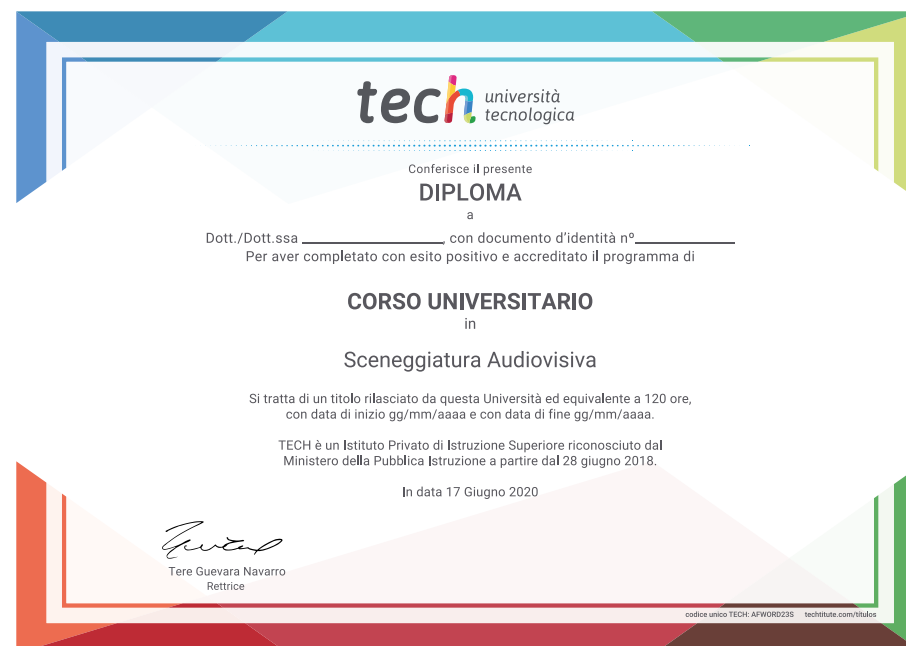 tech università
tecnologica
Conferisce il presente
DIPLOMA
a
Dott./Dott.ssa ____________________, con documento d'identità nº______________
Per aver completato con esito positivo e accreditato il programma di
CORSO UNIVERSITARIO
in
Sceneggiatura Audiovisiva
Si tratta di un titolo rilasciato da questa Università ed equivalente a 120 ore,
con data di inizio gg/mm/aaaa e con data di fine gg/mm/aaaa.
TECH è un Istituto Privato di Istruzione Superiore riconosciuto dal
Ministero della Pubblica Istruzione a partire dal 28 giugno 2018.
In data 17 Giugno 2020
Tere Guevara Navarro
Rettrice
codice unico TECH: AFWORD23S techtitute.com/titulos